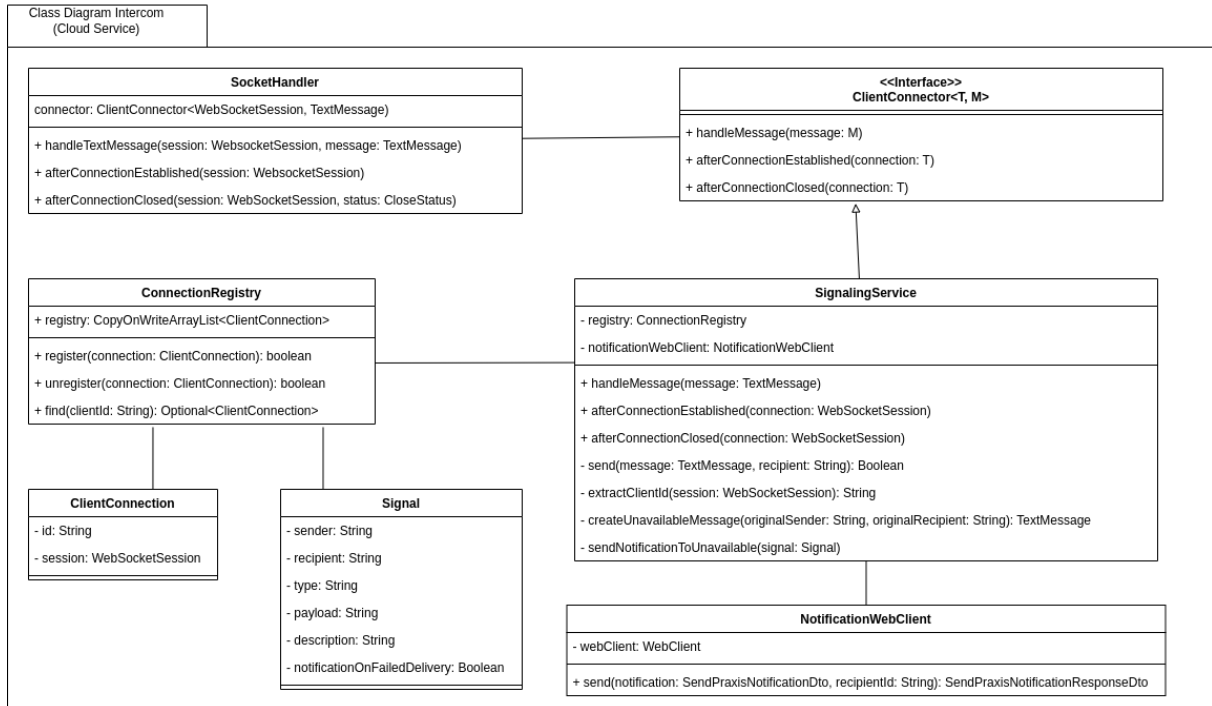 Class Diagram Intercom
(Cloud Service)
SocketHandler
connector: ClientConnector<WebSocketSession, TextMessage)
+ handleTextMessage(session: WebsocketSession, message: TextMessage)
+ afterConnectionEstablished(session: WebsocketSession)
+ afterConnectionClosed(session: WebSocketSession, status: CloseStatus)
<<Interface>>
ClientConnector<T, M>
+ handleMessage(message: M)
+ afterConnectionEstablished(connection: T)
+ afterConnectionClosed(connection: T)
ConnectionRegistry
+ registry: CopyOnWriteArrayList<ClientConnection>
+ register(connection: ClientConnection): boolean
+ unregister(connection: ClientConnection): boolean
+ find(clientId: String): Optional<ClientConnection>
SignalingService
- registry: ConnectionRegistry
- notificationWebClient: NotificationWebClient
+ handleMessage(message: TextMessage)
+ afterConnectionEstablished(connection: WebSocketSession)
+ afterConnectionClosed(connection: WebSocketSession)
- send(message: TextMessage, recipient: String): Boolean
- extractClientId(session: WebSocketSession): String
- createUnavailableMessage(originalSender: String, originalRecipient: String): TextMessage
- sendNotificationToUnavailable(signal: Signal)
ClientConnection
- id: String
- session: WebSocketSession
Signal
- sender: String
- recipient: String
- type: String
- payload: String
- description: String
- notificationOnFailedDelivery: Boolean
NotificationWebClient
- webClient: WebClient
+ send(notification: SendPraxisNotificationDto, recipientId: String): SendPraxisNotificationResponseDto